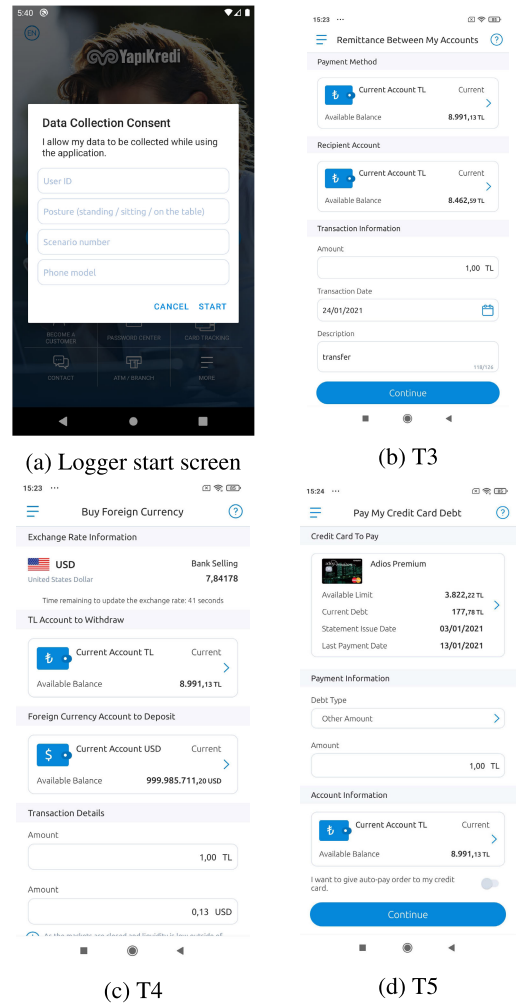 5:40
EN
YapıKredi
Data Collection Consent
I allow my data to be collected while using
the application.
User ID
Posture (standing / sitting / on the table)
Scenario number
Phone model
CANCEL START
BECOME A
CUSTOMER
PASSWORD CENTER
CARD TRACKING
CONTACT
ATM / BRANCH
MORE
(a) Logger start screen
15:23 ...
Remittance Between My Accounts ?
Payment Method
Current Account TL Current
Available Balance 8.991,13 TL
Recipient Account
Current Account TL Current
Available Balance 8.462,59 TL
Transaction Information
Amount
1,00 TL
Transaction Date
24/01/2021
Description
transfer
118/126
Continue
(b) T3
15:23 ...
Buy Foreign Currency ?
Exchange Rate Information
USD Bank Selling
United States Dollar 7,84178
Time remaining to update the exchange rate: 41 seconds
TL Account to Withdraw
₺ Current Account TL Current
Available Balance 8.991,13 TL
Foreign Currency Account to Deposit
$ Current Account USD Current
Available Balance 999.985.711,20 USD
Transaction Details
Amount
1,00 TL
Amount
0,13 USD
As the markets are closed and liquidity is low outside of
(c) T4
15:24 ...
Pay My Credit Card Debt ?
Credit Card To Pay
Adios Premium
Available Limit 3.822,22 TL
Current Debt 177,78 TL
Statement Issue Date 03/01/2021
Last Payment Date 13/01/2021
Payment Information
Debt Type
Other Amount
Amount
1,00 TL
Account Information
₺ Current Account TL Current
Available Balance 8.991,13 TL
I want to give auto-pay order to my credit
card.
Continue
(d) T5